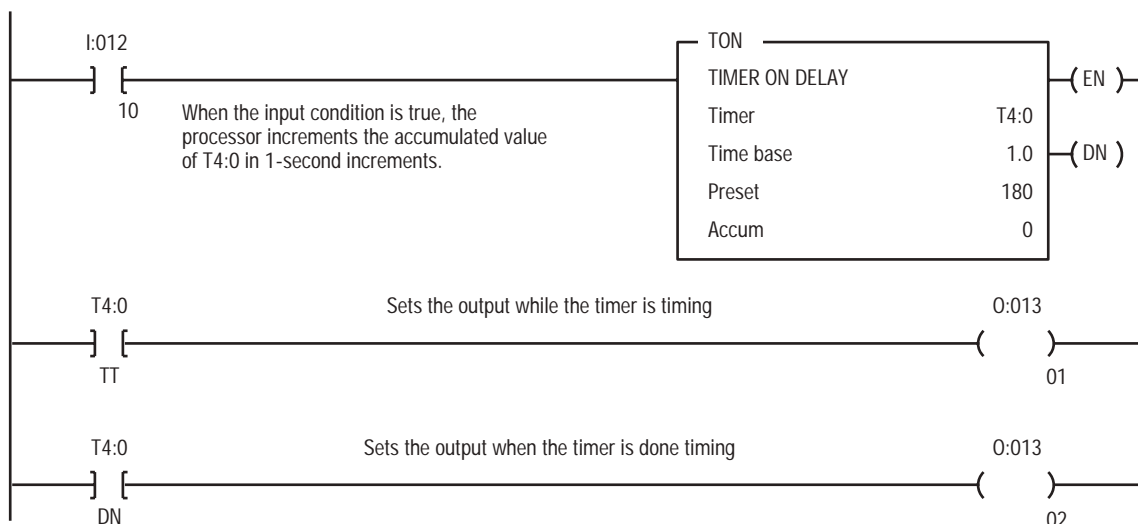 I:012
10
When the input condition is true, the
processor increments the accumulated value
of T4:0 in 1-second increments.
TON
TIMER ON DELAY
Timer T4:0
Time base 1.0
Preset 180
Accum 0
EN
DN
T4:0
TT
Sets the output while the timer is timing
O:013
01
T4:0
DN
Sets the output when the timer is done timing
O:013
02